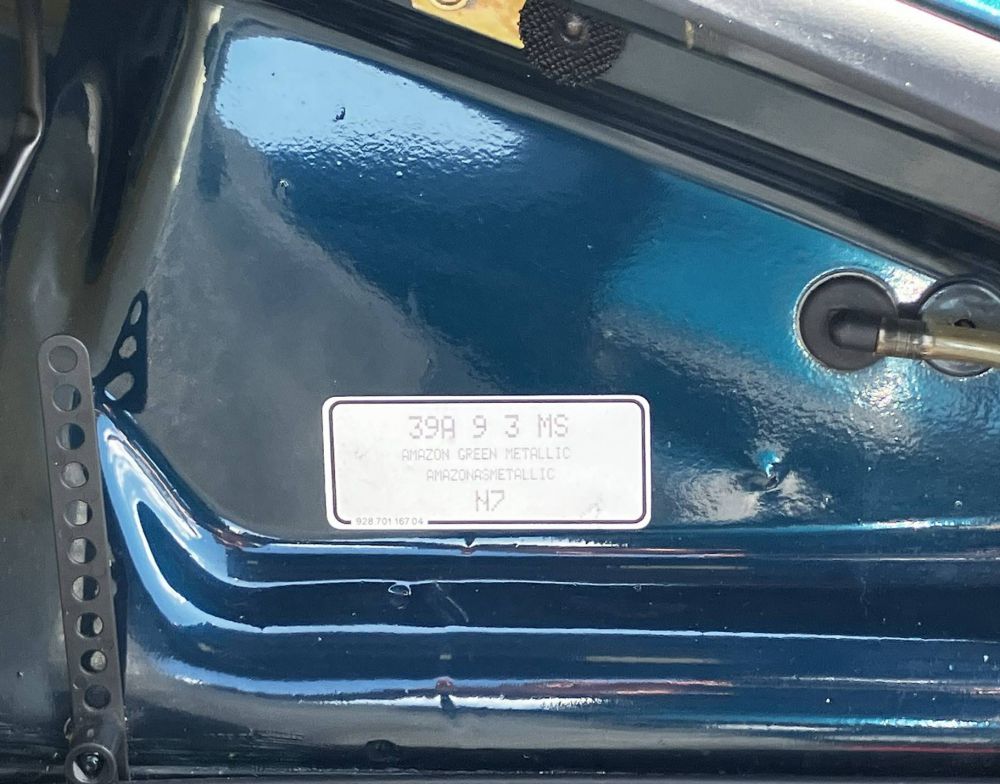 39A 9 3 MS
AMAZON GREEN METALLIC
AMAZONASMETALLIC
N7
928 701 167 04